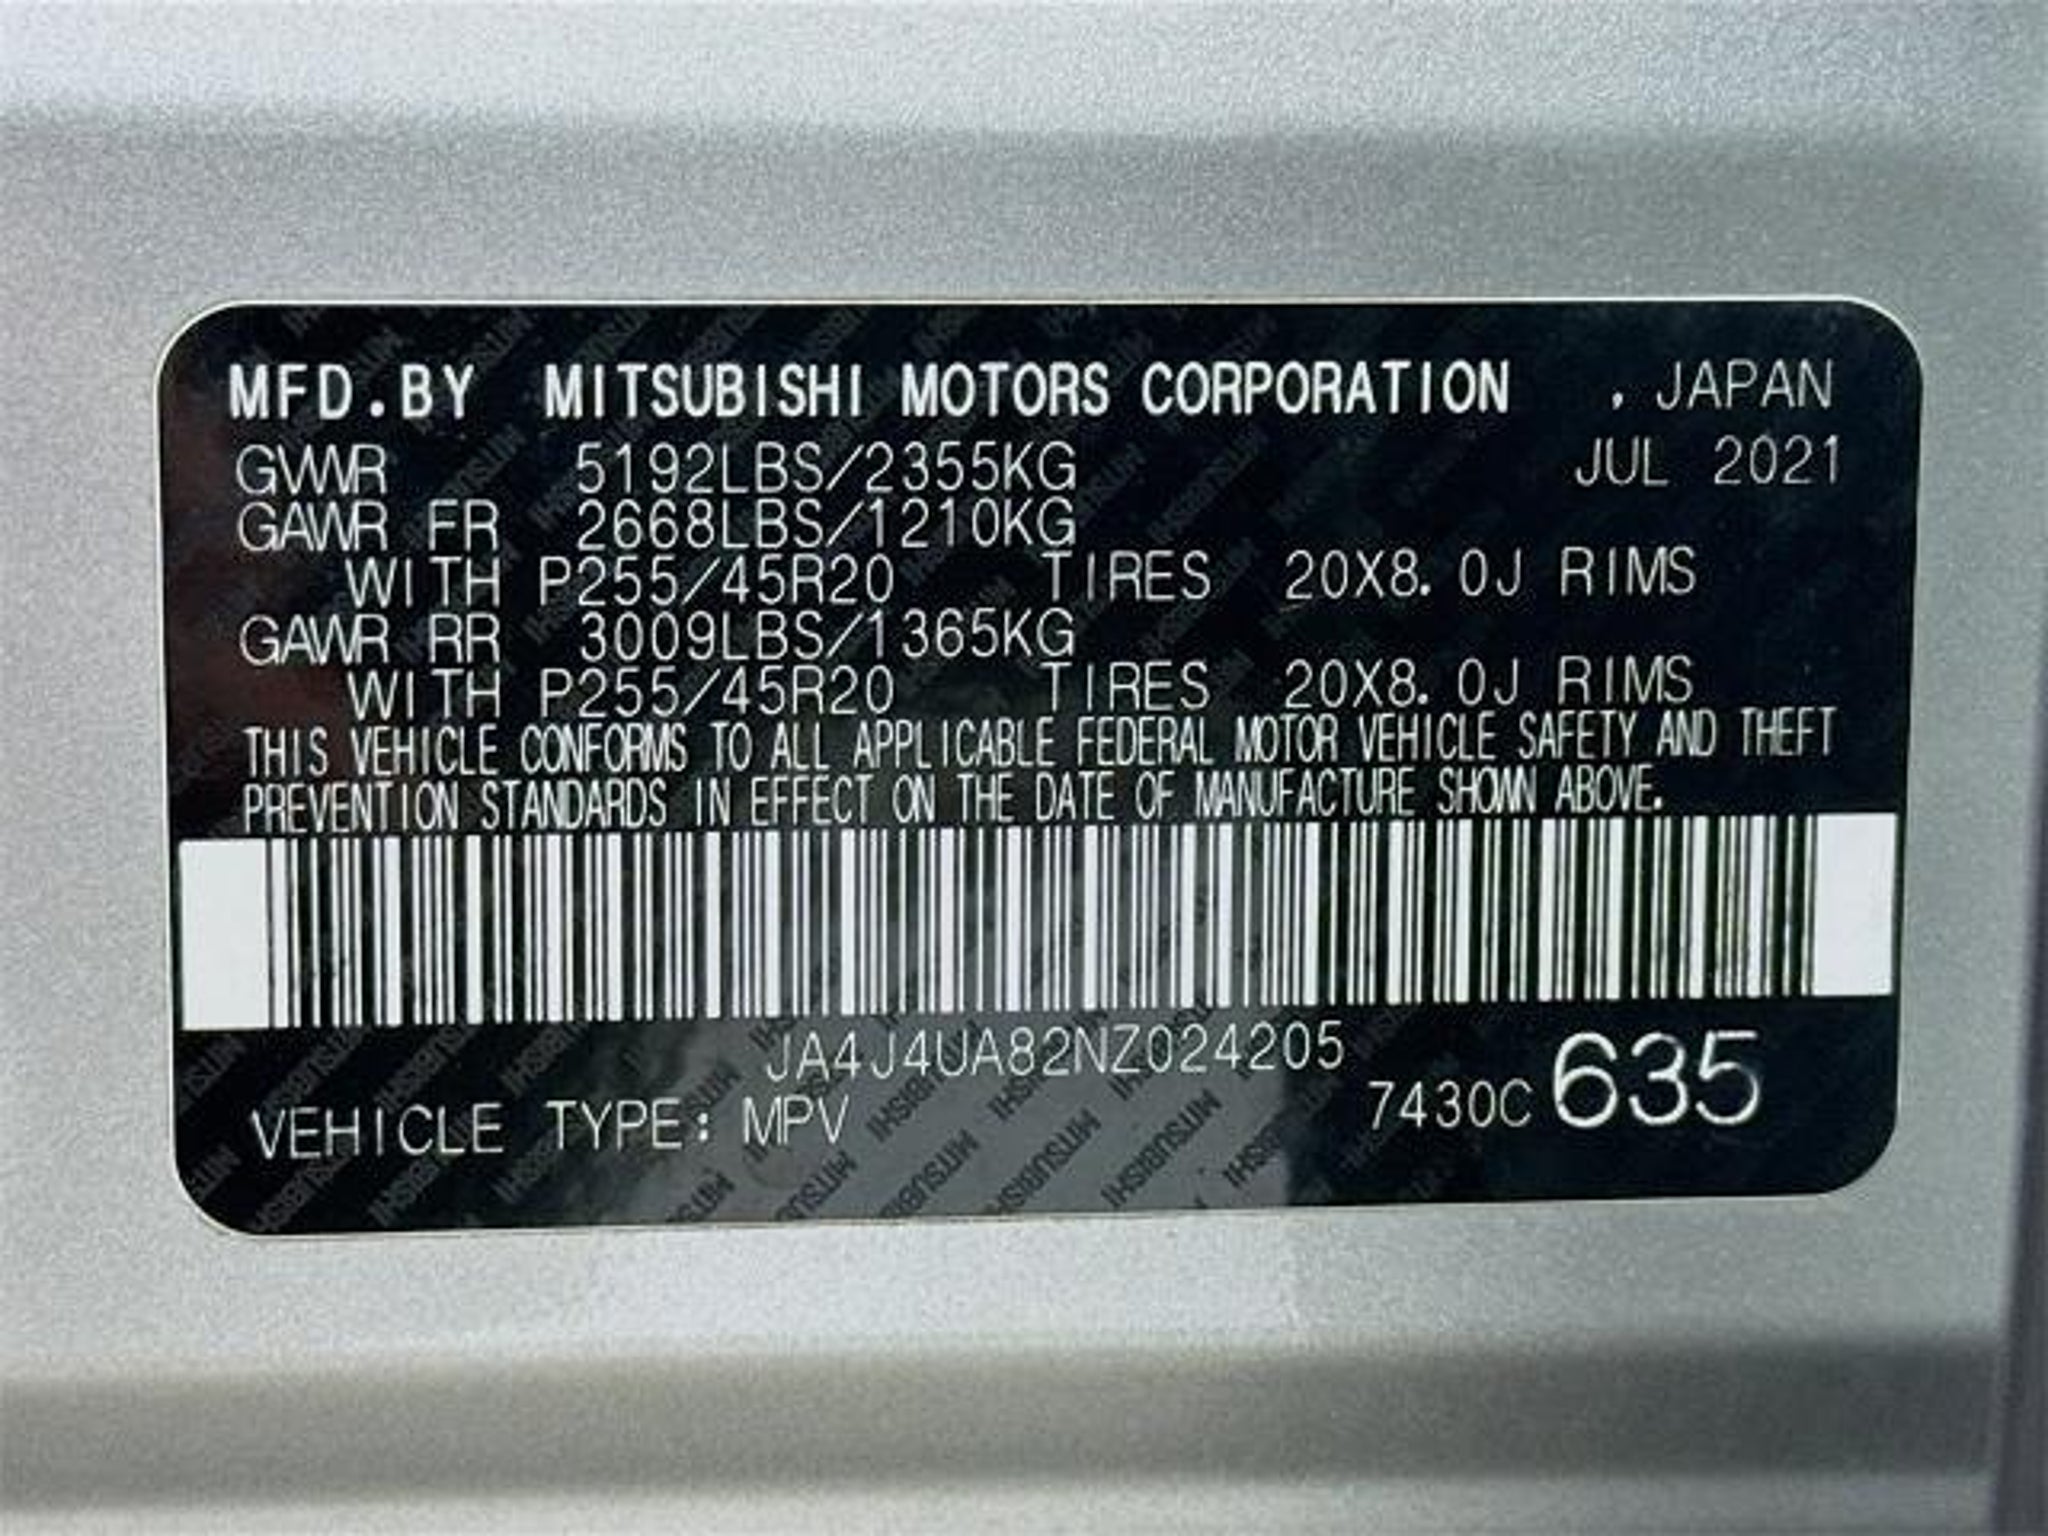 MFD.BY MITSUBISHI MOTORS CORPORATION , JAPAN
GVWR 5192LBS/2355KG JUL 2021
GAWR FR 2668LBS/1210KG
WITH P255/45R20 TIRES 20X8.0J RIMS
GAWR RR 3009LBS/1365KG
WITH P255/45R20 TIRES 20X8.0J RIMS
THIS VEHICLE CONFORMS TO ALL APPLICABLE FEDERAL MOTOR VEHICLE SAFETY AND THEFT
PREVENTION STANDARDS IN EFFECT ON THE DATE OF MANUFACTURE SHOWN ABOVE.
JA4J4UA82NZ024205
VEHICLE TYPE: MPV 7430C 635